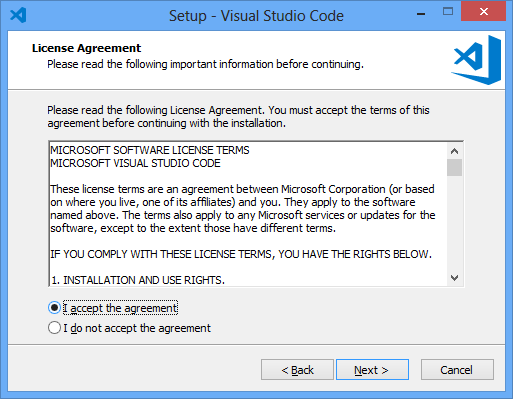 Setup - Visual Studio Code
License Agreement
Please read the following important information before continuing.
Please read the following License Agreement. You must accept the terms of this
agreement before continuing with the installation.
MICROSOFT SOFTWARE LICENSE TERMS
MICROSOFT VISUAL STUDIO CODE
These license terms are an agreement between Microsoft Corporation (or based
on where you live, one of its affiliates) and you. They apply to the software
named above. The terms also apply to any Microsoft services or updates for the
software, except to the extent those have different terms.
IF YOU COMPLY WITH THESE LICENSE TERMS, YOU HAVE THE RIGHTS BELOW.
1. INSTALLATION AND USE RIGHTS.
I accept the agreement
I do not accept the agreement
< Back
Next >
Cancel